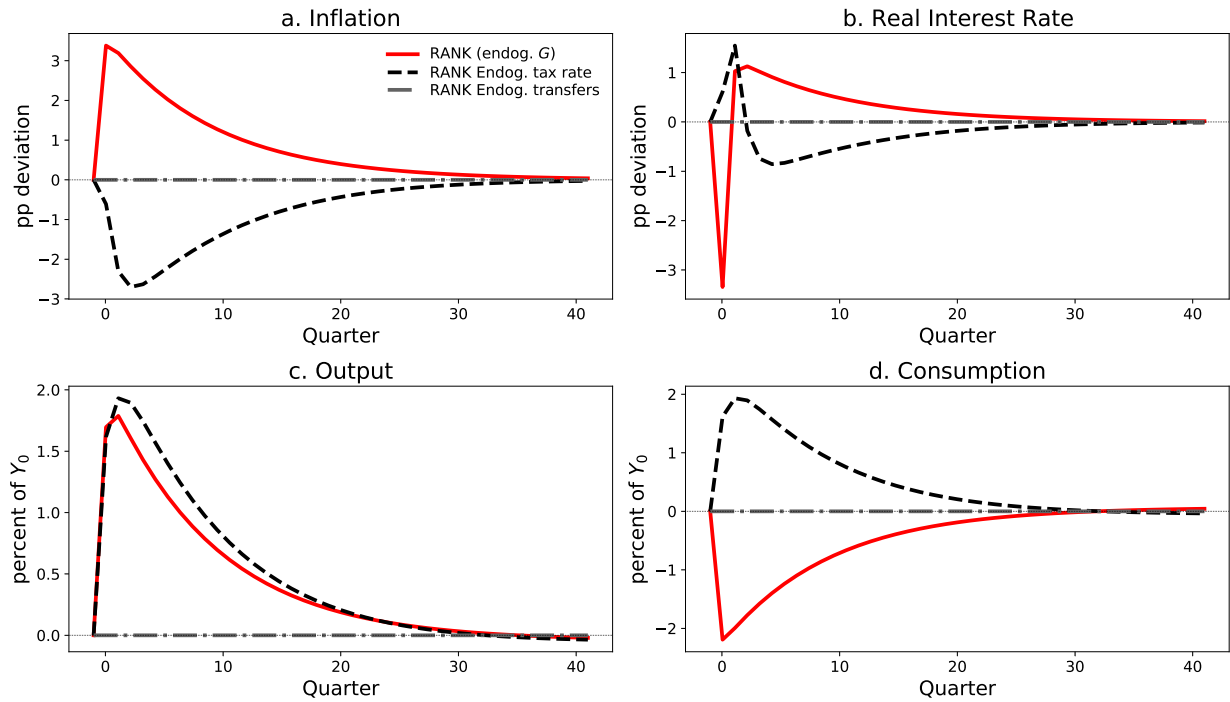 a. Inflation
pp deviation
3
2
1
0
−1
−2
−3
RANK (endog. G)
RANK Endog. tax rate
RANK Endog. transfers
0 10 20 30 40
Quarter
b. Real Interest Rate
pp deviation
1
0
−1
−2
−3
0 10 20 30 40
Quarter
c. Output
percent of Y₀
2.0
1.5
1.0
0.5
0.0
0 10 20 30 40
Quarter
d. Consumption
percent of Y₀
2
1
0
−1
−2
0 10 20 30 40
Quarter